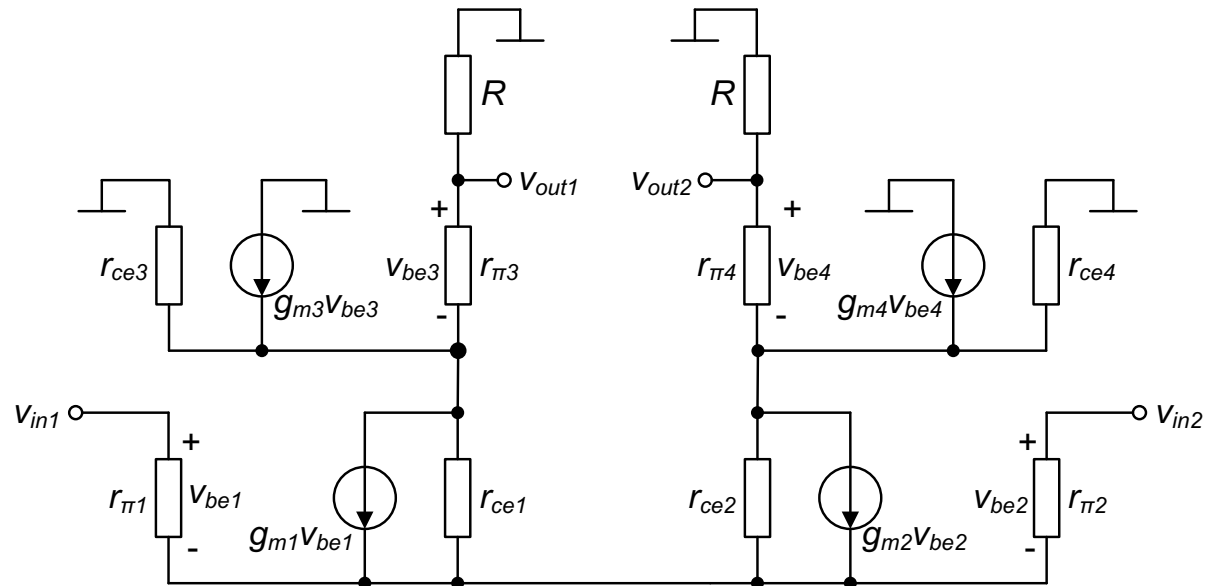 R R
v_out1 v_out2
+ +
r_ce3 v_be3 r_π3 r_π4 v_be4 r_ce4
g_m3v_be3 g_m4v_be4
- -
v_in1 v_in2
+ +
r_π1 v_be1 r_ce1 r_ce2 v_be2 r_π2
g_m1v_be1 g_m2v_be2
- -